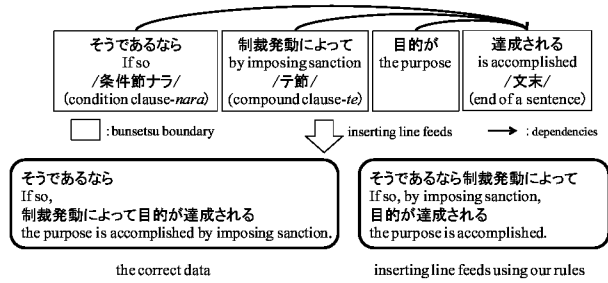 そうであるなら
If so
/条件節ナラ/
(condition clause-nara)
制裁発動によって
by imposing sanction
/テ節/
(compound clause-te)
目的が
the purpose
達成される
is accomplished
/文末/
(end of a sentence)
: bunsetsu boundary
inserting line feeds
: dependencies
そうであるなら
If so,
制裁発動によって目的が達成される
the purpose is accomplished by imposing sanction.
the correct data
そうであるなら制裁発動によって
If so, by imposing sanction,
目的が達成される
the purpose is accomplished.
inserting line feeds using our rules